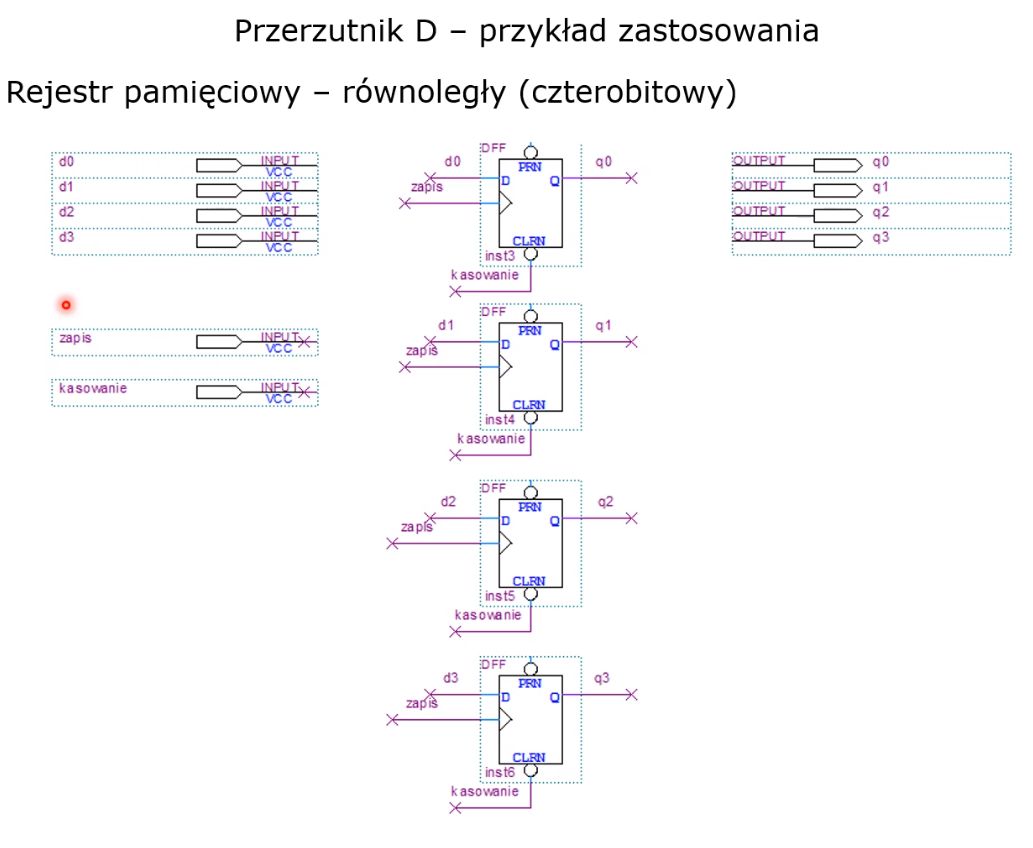 Przerzutnik D – przykład zastosowania
Rejestr pamięciowy – równoległy (czterobitowy)
d0 INPUT VCC
d1 INPUT VCC
d2 INPUT VCC
d3 INPUT VCC
zapis INPUT VCC
kasowanie INPUT VCC
DFF
d0 PRN q0
zapis D Q
CLRN
inst3
kasowanie
DFF
d1 PRN q1
zapis D Q
CLRN
inst4
kasowanie
DFF
d2 PRN q2
zapis D Q
CLRN
inst5
kasowanie
DFF
d3 PRN q3
zapis D Q
CLRN
inst6
kasowanie
OUTPUT q0
OUTPUT q1
OUTPUT q2
OUTPUT q3